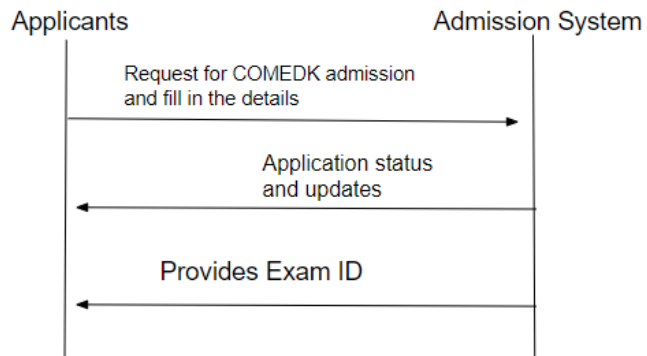 Applicants
Admission System
Request for COMEDK admission
and fill in the details
Application status
and updates
Provides Exam ID